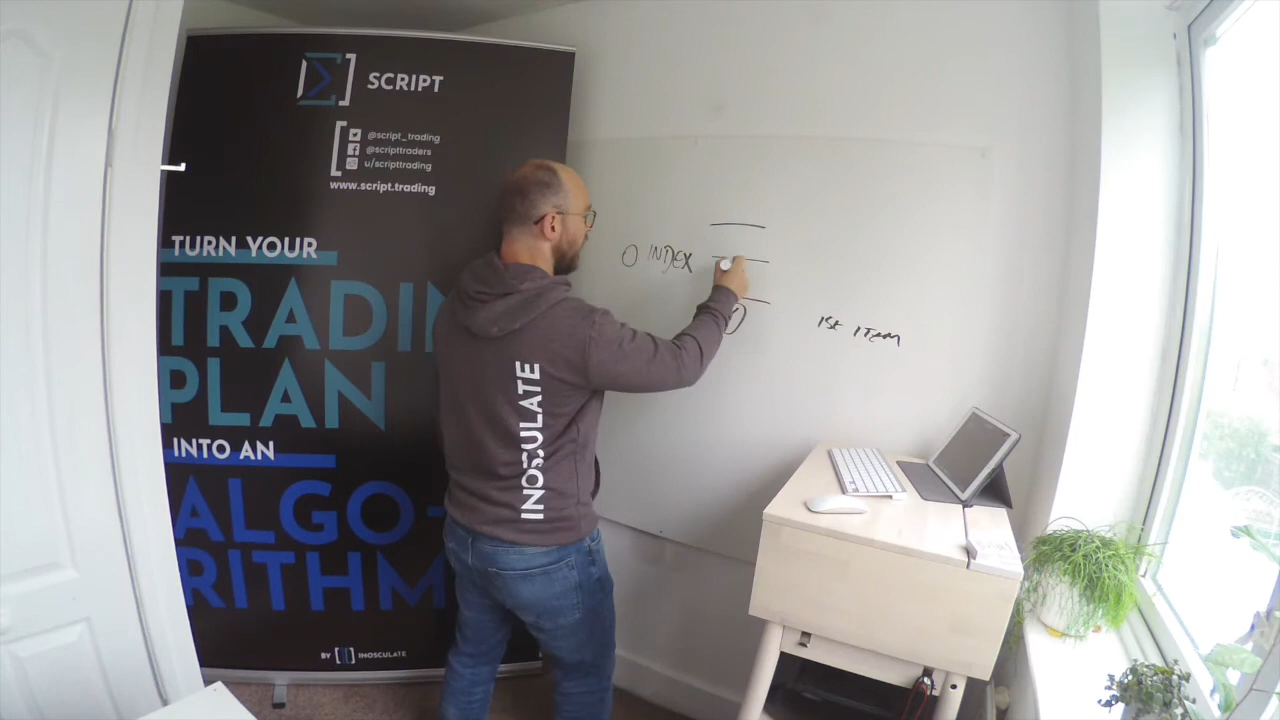 SCRIPT
@script_trading
@scripttraders
u/scripttrading
www.script.trading
TURN YOUR
TRADIN
PLAN
INTO AN
ALGO-
RITHM
BY INOSCULATE
INOSCULATE
0 INDEX
1st ITEM